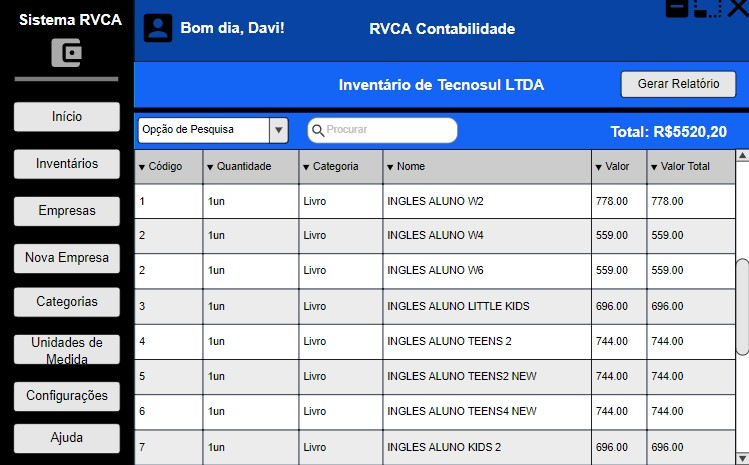 Sistema RVCA
Bom dia, Davi!
RVCA Contabilidade
Inventário de Tecnosul LTDA
Gerar Relatório
Início
Inventários
Empresas
Nova Empresa
Categorias
Unidades de
Medida
Configurações
Ajuda
Opção de Pesquisa
Procurar
Total: R$5520,20
Código Quantidade Categoria Nome Valor Valor Total
1 1un Livro INGLES ALUNO W2 778.00 778.00
2 1un Livro INGLES ALUNO W4 559.00 559.00
2 1un Livro INGLES ALUNO W6 559.00 559.00
3 1un Livro INGLES ALUNO LITTLE KIDS 696.00 696.00
4 1un Livro INGLES ALUNO TEENS 2 744.00 744.00
5 1un Livro INGLES ALUNO TEENS2 NEW 744.00 744.00
6 1un Livro INGLES ALUNO TEENS4 NEW 744.00 744.00
7 1un Livro INGLES ALUNO KIDS 2 696.00 696.00